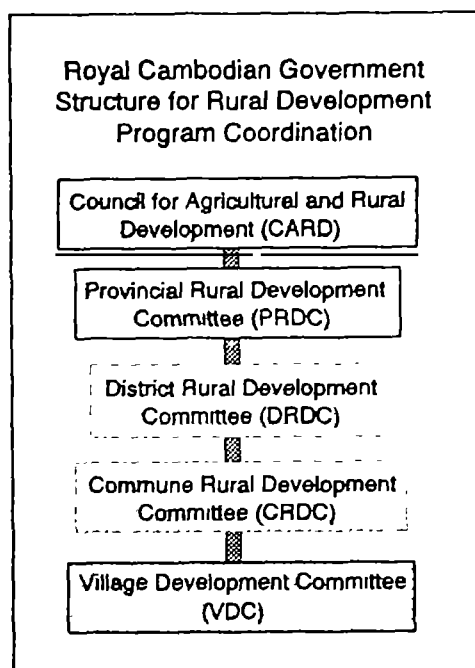 Royal Cambodian Government
Structure for Rural Development
Program Coordination
Council for Agricultural and Rural
Development (CARD)
Provincial Rural Development
Committee (PRDC)
District Rural Development
Committee (DRDC)
Commune Rural Development
Committee (CRDC)
Village Development Committee
(VDC)